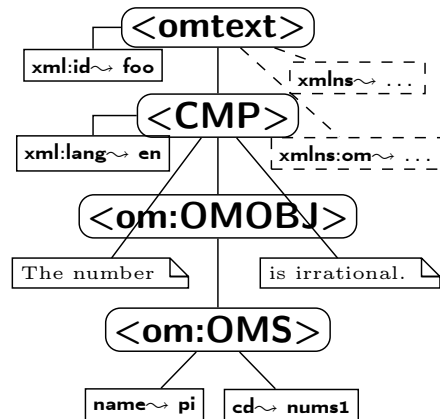 <omtext>
xml:id⤳ foo
xmlns⤳ ...
<CMP>
xml:lang⤳ en
xmlns:om⤳ ...
<om:OMOBJ>
The number
is irrational.
<om:OMS>
name⤳ pi
cd⤳ nums1